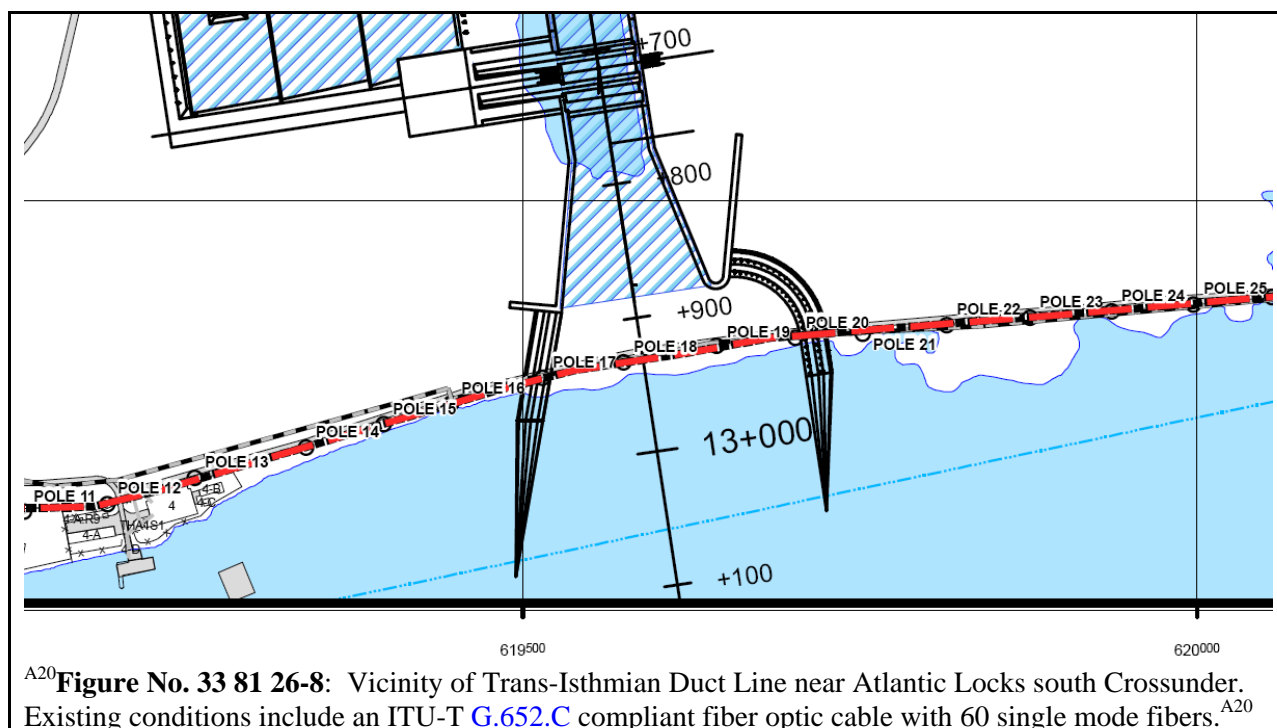 +700
+800
+900
POLE 25
POLE 24
POLE 23
POLE 22
POLE 21
POLE 20
POLE 19
POLE 18
POLE 17
POLE 16
POLE 15
POLE 14
POLE 13
POLE 12
POLE 11
13+000
4-B
4-C
4
4-A
4-D
+100
619500
620000
A20Figure No. 33 81 26-8: Vicinity of Trans-Isthmian Duct Line near Atlantic Locks south Crossunder.
Existing conditions include an ITU-T G.652.C compliant fiber optic cable with 60 single mode fibers.A20